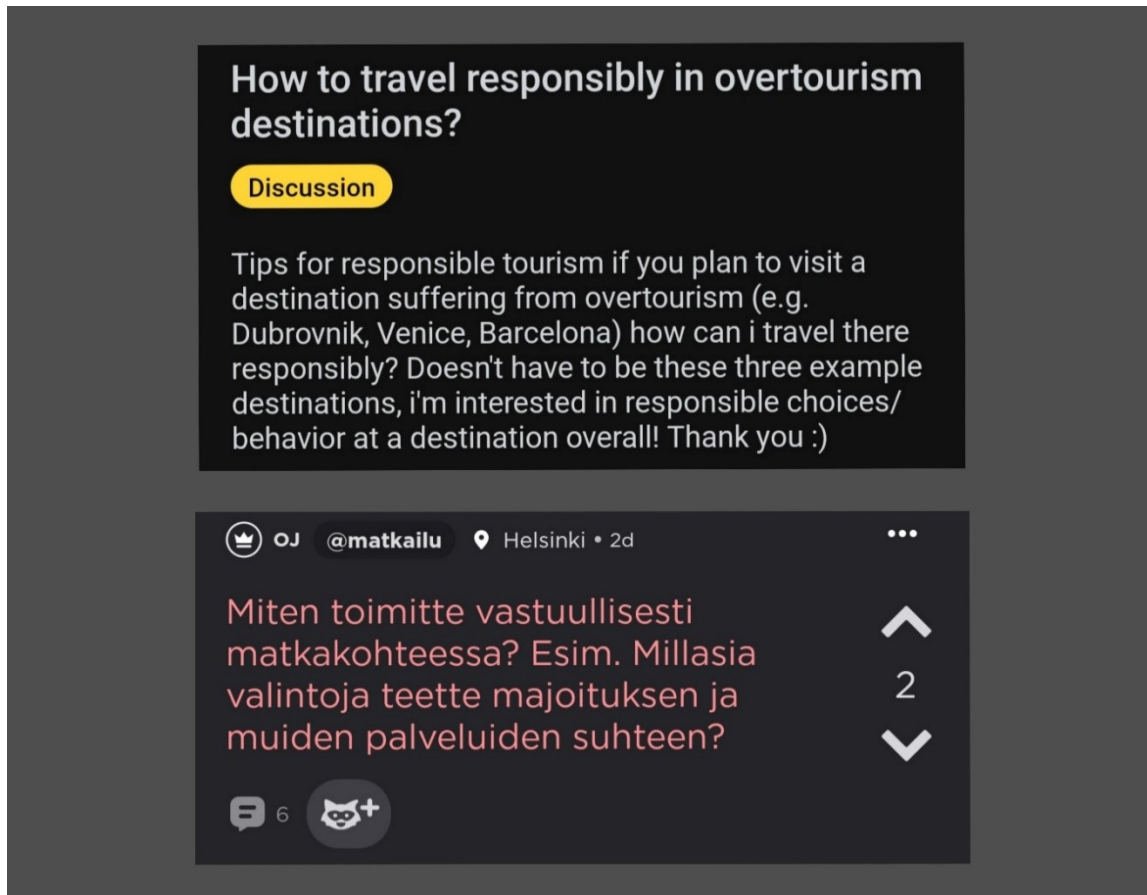 How to travel responsibly in overtourism
destinations?
Discussion
Tips for responsible tourism if you plan to visit a
destination suffering from overtourism (e.g.
Dubrovnik, Venice, Barcelona) how can i travel there
responsibly? Doesn't have to be these three example
destinations, i'm interested in responsible choices/
behavior at a destination overall! Thank you :)
OJ @matkailu Helsinki • 2d
Miten toimitte vastuullisesti
matkakohteessa? Esim. Millasia
valintoja teette majoituksen ja
muiden palveluiden suhteen?
2
6